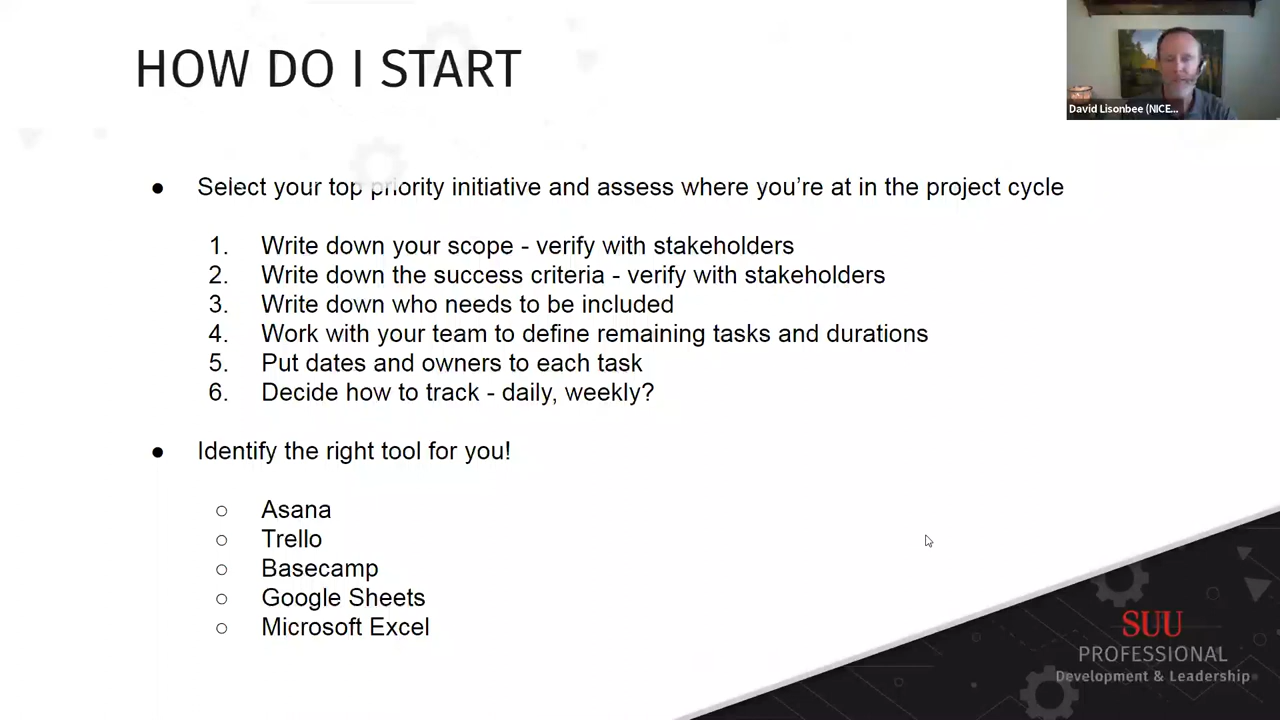 HOW DO I START
David Lisonbee (NICE...
● Select your top priority initiative and assess where you're at in the project cycle
1. Write down your scope - verify with stakeholders
2. Write down the success criteria - verify with stakeholders
3. Write down who needs to be included
4. Work with your team to define remaining tasks and durations
5. Put dates and owners to each task
6. Decide how to track - daily, weekly?
● Identify the right tool for you!
○ Asana
○ Trello
○ Basecamp
○ Google Sheets
○ Microsoft Excel
SUU
PROFESSIONAL
Development & Leadership